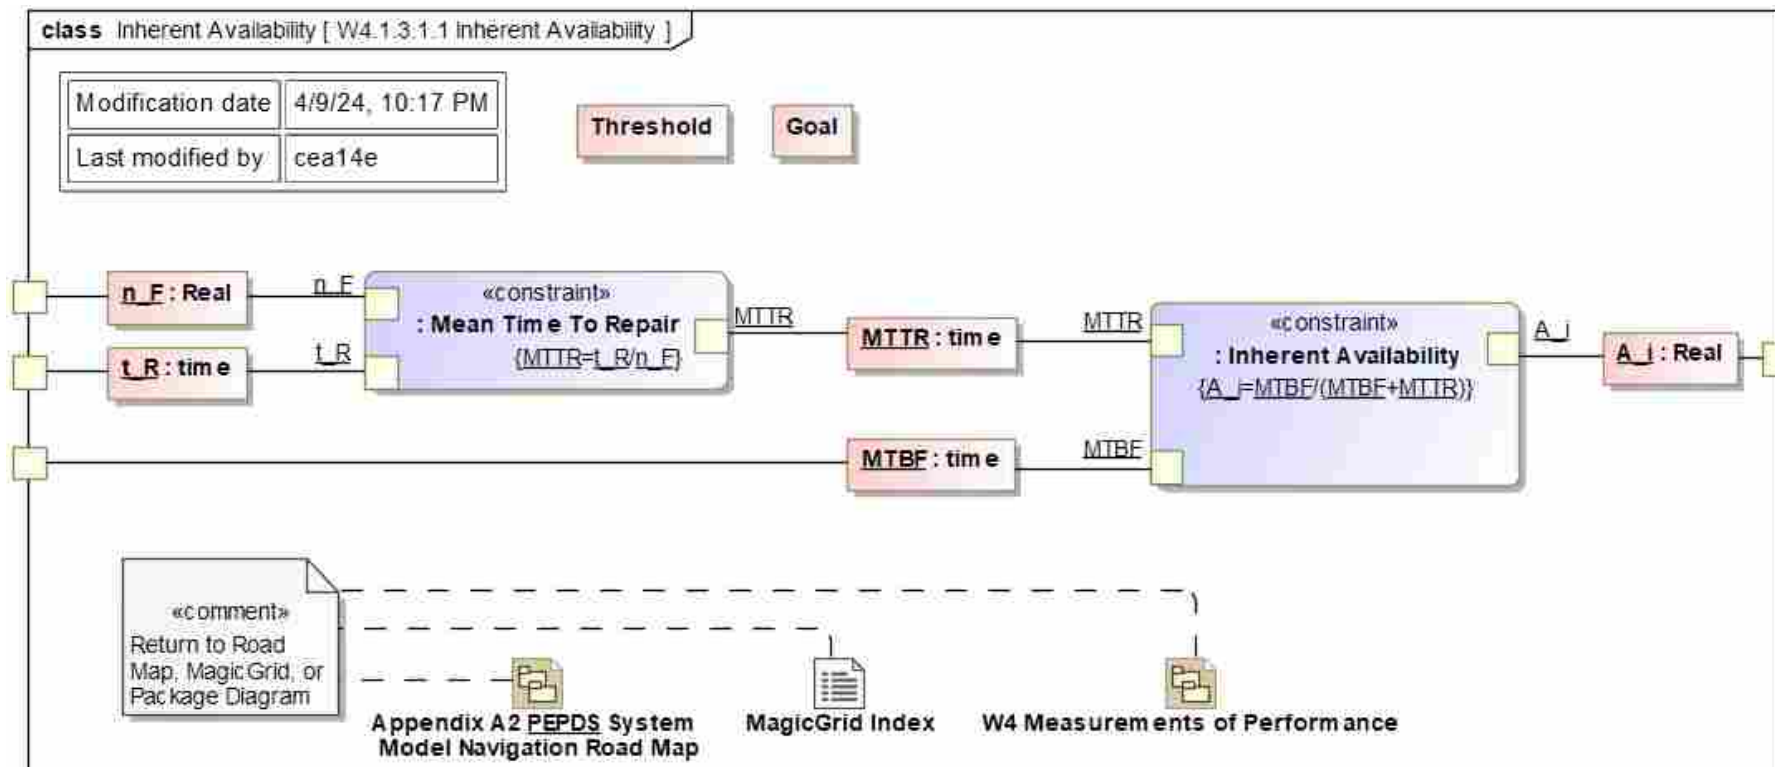 class Inherent Availability [ W4.1.3.1.1 Inherent Availability ]
Modification date 4/9/24, 10:17 PM
Last modified by cea14e
Threshold
Goal
n_F : Real
n_F
t_R : time
t_R
«constraint»
: Mean Time To Repair
{MTTR=t_R/n_F}
MTTR
MTTR : time
MTTR
MTBF : time
MTBF
«constraint»
: Inherent Availability
{A_i=MTBF/(MTBF+MTTR)}
A_i
A_i : Real
«comment»
Return to Road
Map, MagicGrid, or
Package Diagram
Appendix A2 PEPDS System
Model Navigation Road Map
MagicGrid Index
W4 Measurements of Performance